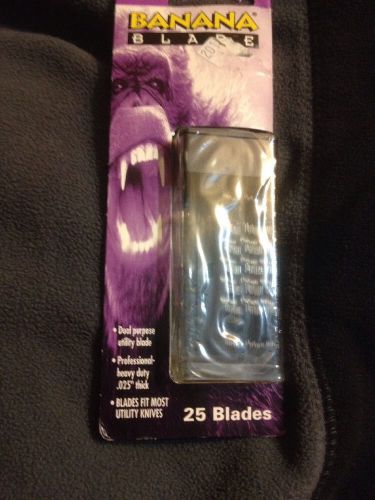 BANANA®
BLADE
• Dual purpose
utility blade
• Professional-
heavy duty
.025" thick
• BLADES FIT MOST
UTILITY KNIVES
25 Blades